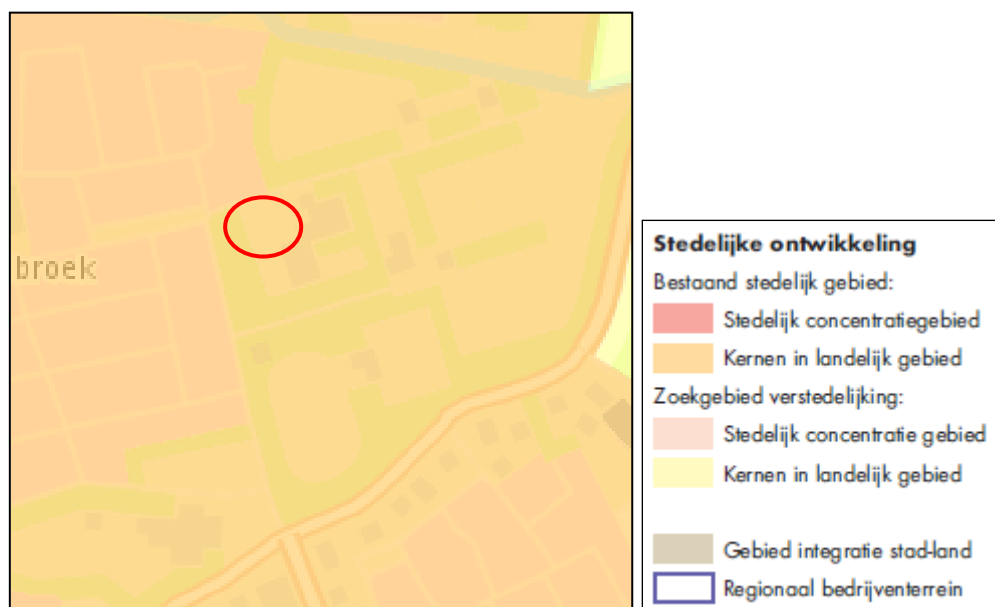 broek
Stedelijke ontwikkeling
Bestaand stedelijk gebied:
Stedelijk concentratiegebied
Kernen in landelijk gebied
Zoekgebied verstedelijking:
Stedelijk concentratie gebied
Kernen in landelijk gebied
Gebied integratie stad-land
Regionaal bedrijventerrein